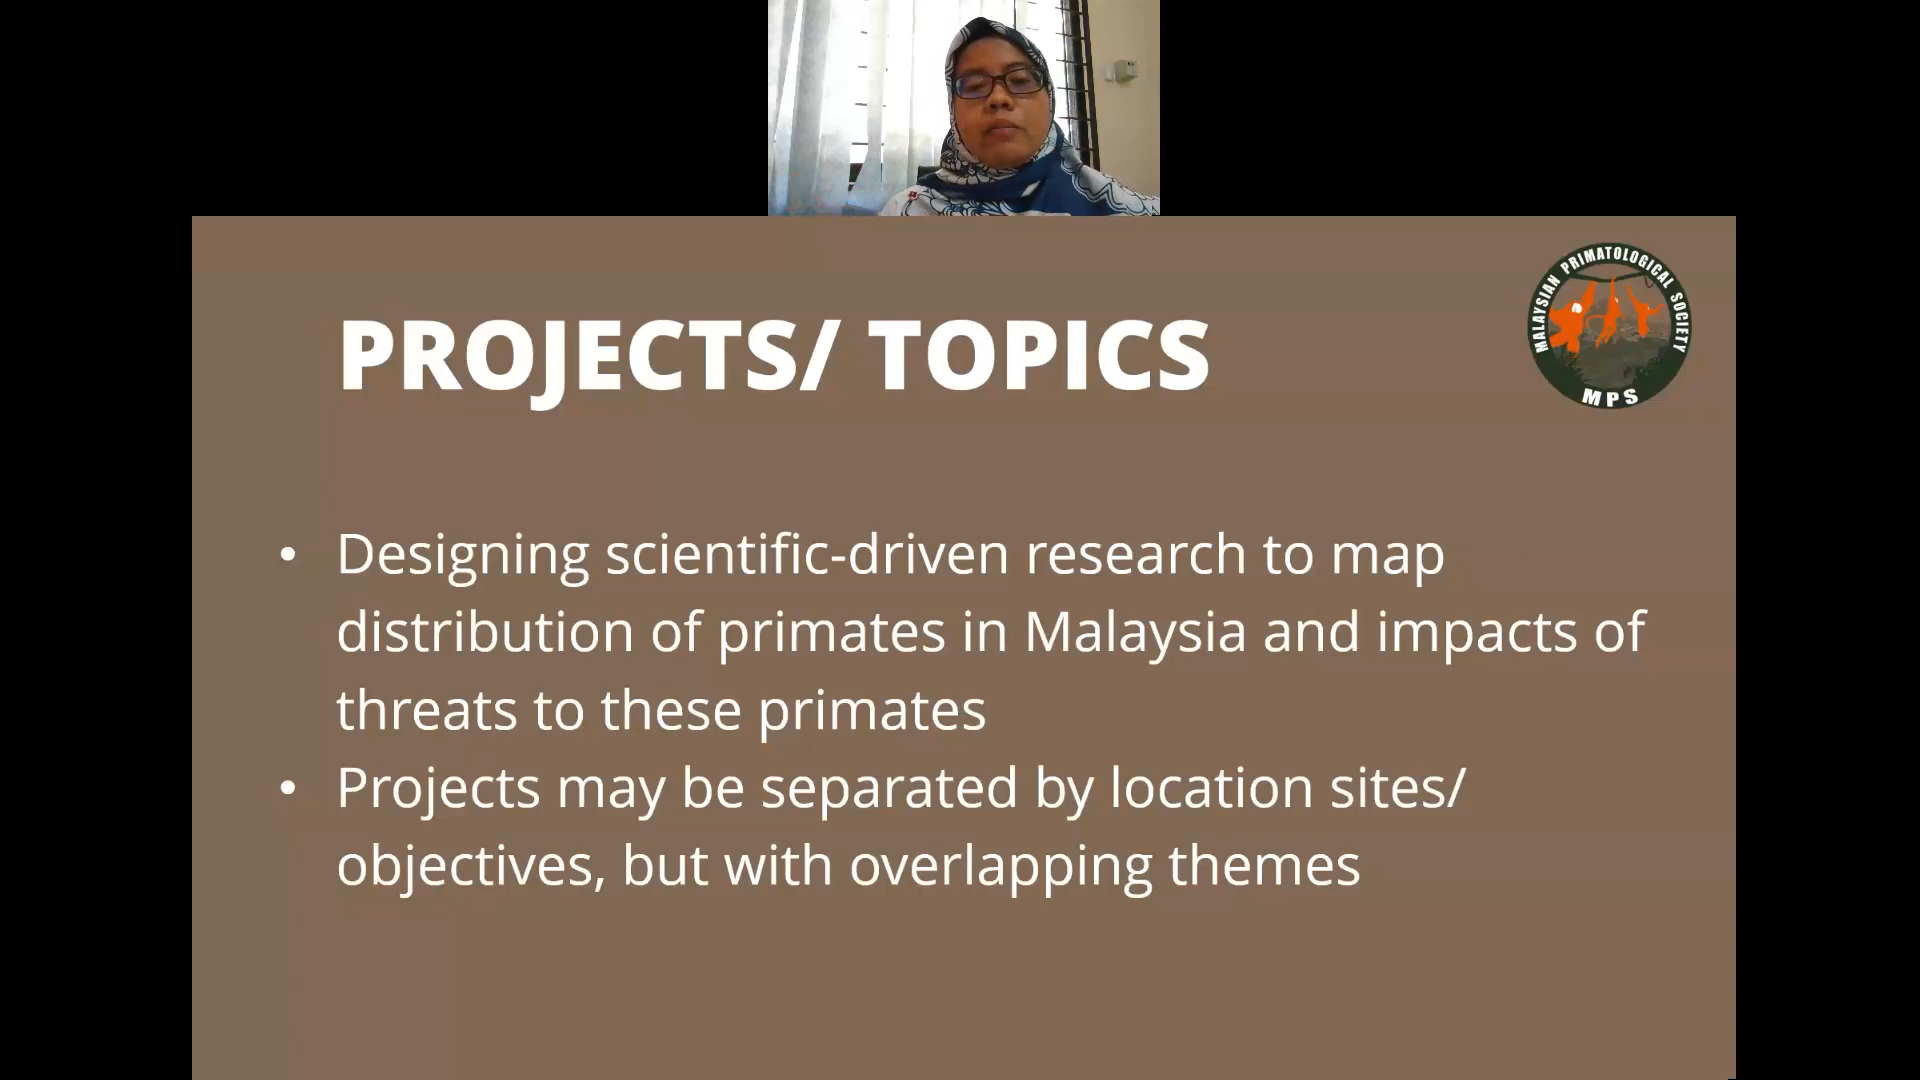 MALAYSIAN PRIMATOLOGICAL SOCIETY
MPS
PROJECTS/ TOPICS
• Designing scientific-driven research to map
distribution of primates in Malaysia and impacts of
threats to these primates
• Projects may be separated by location sites/
objectives, but with overlapping themes